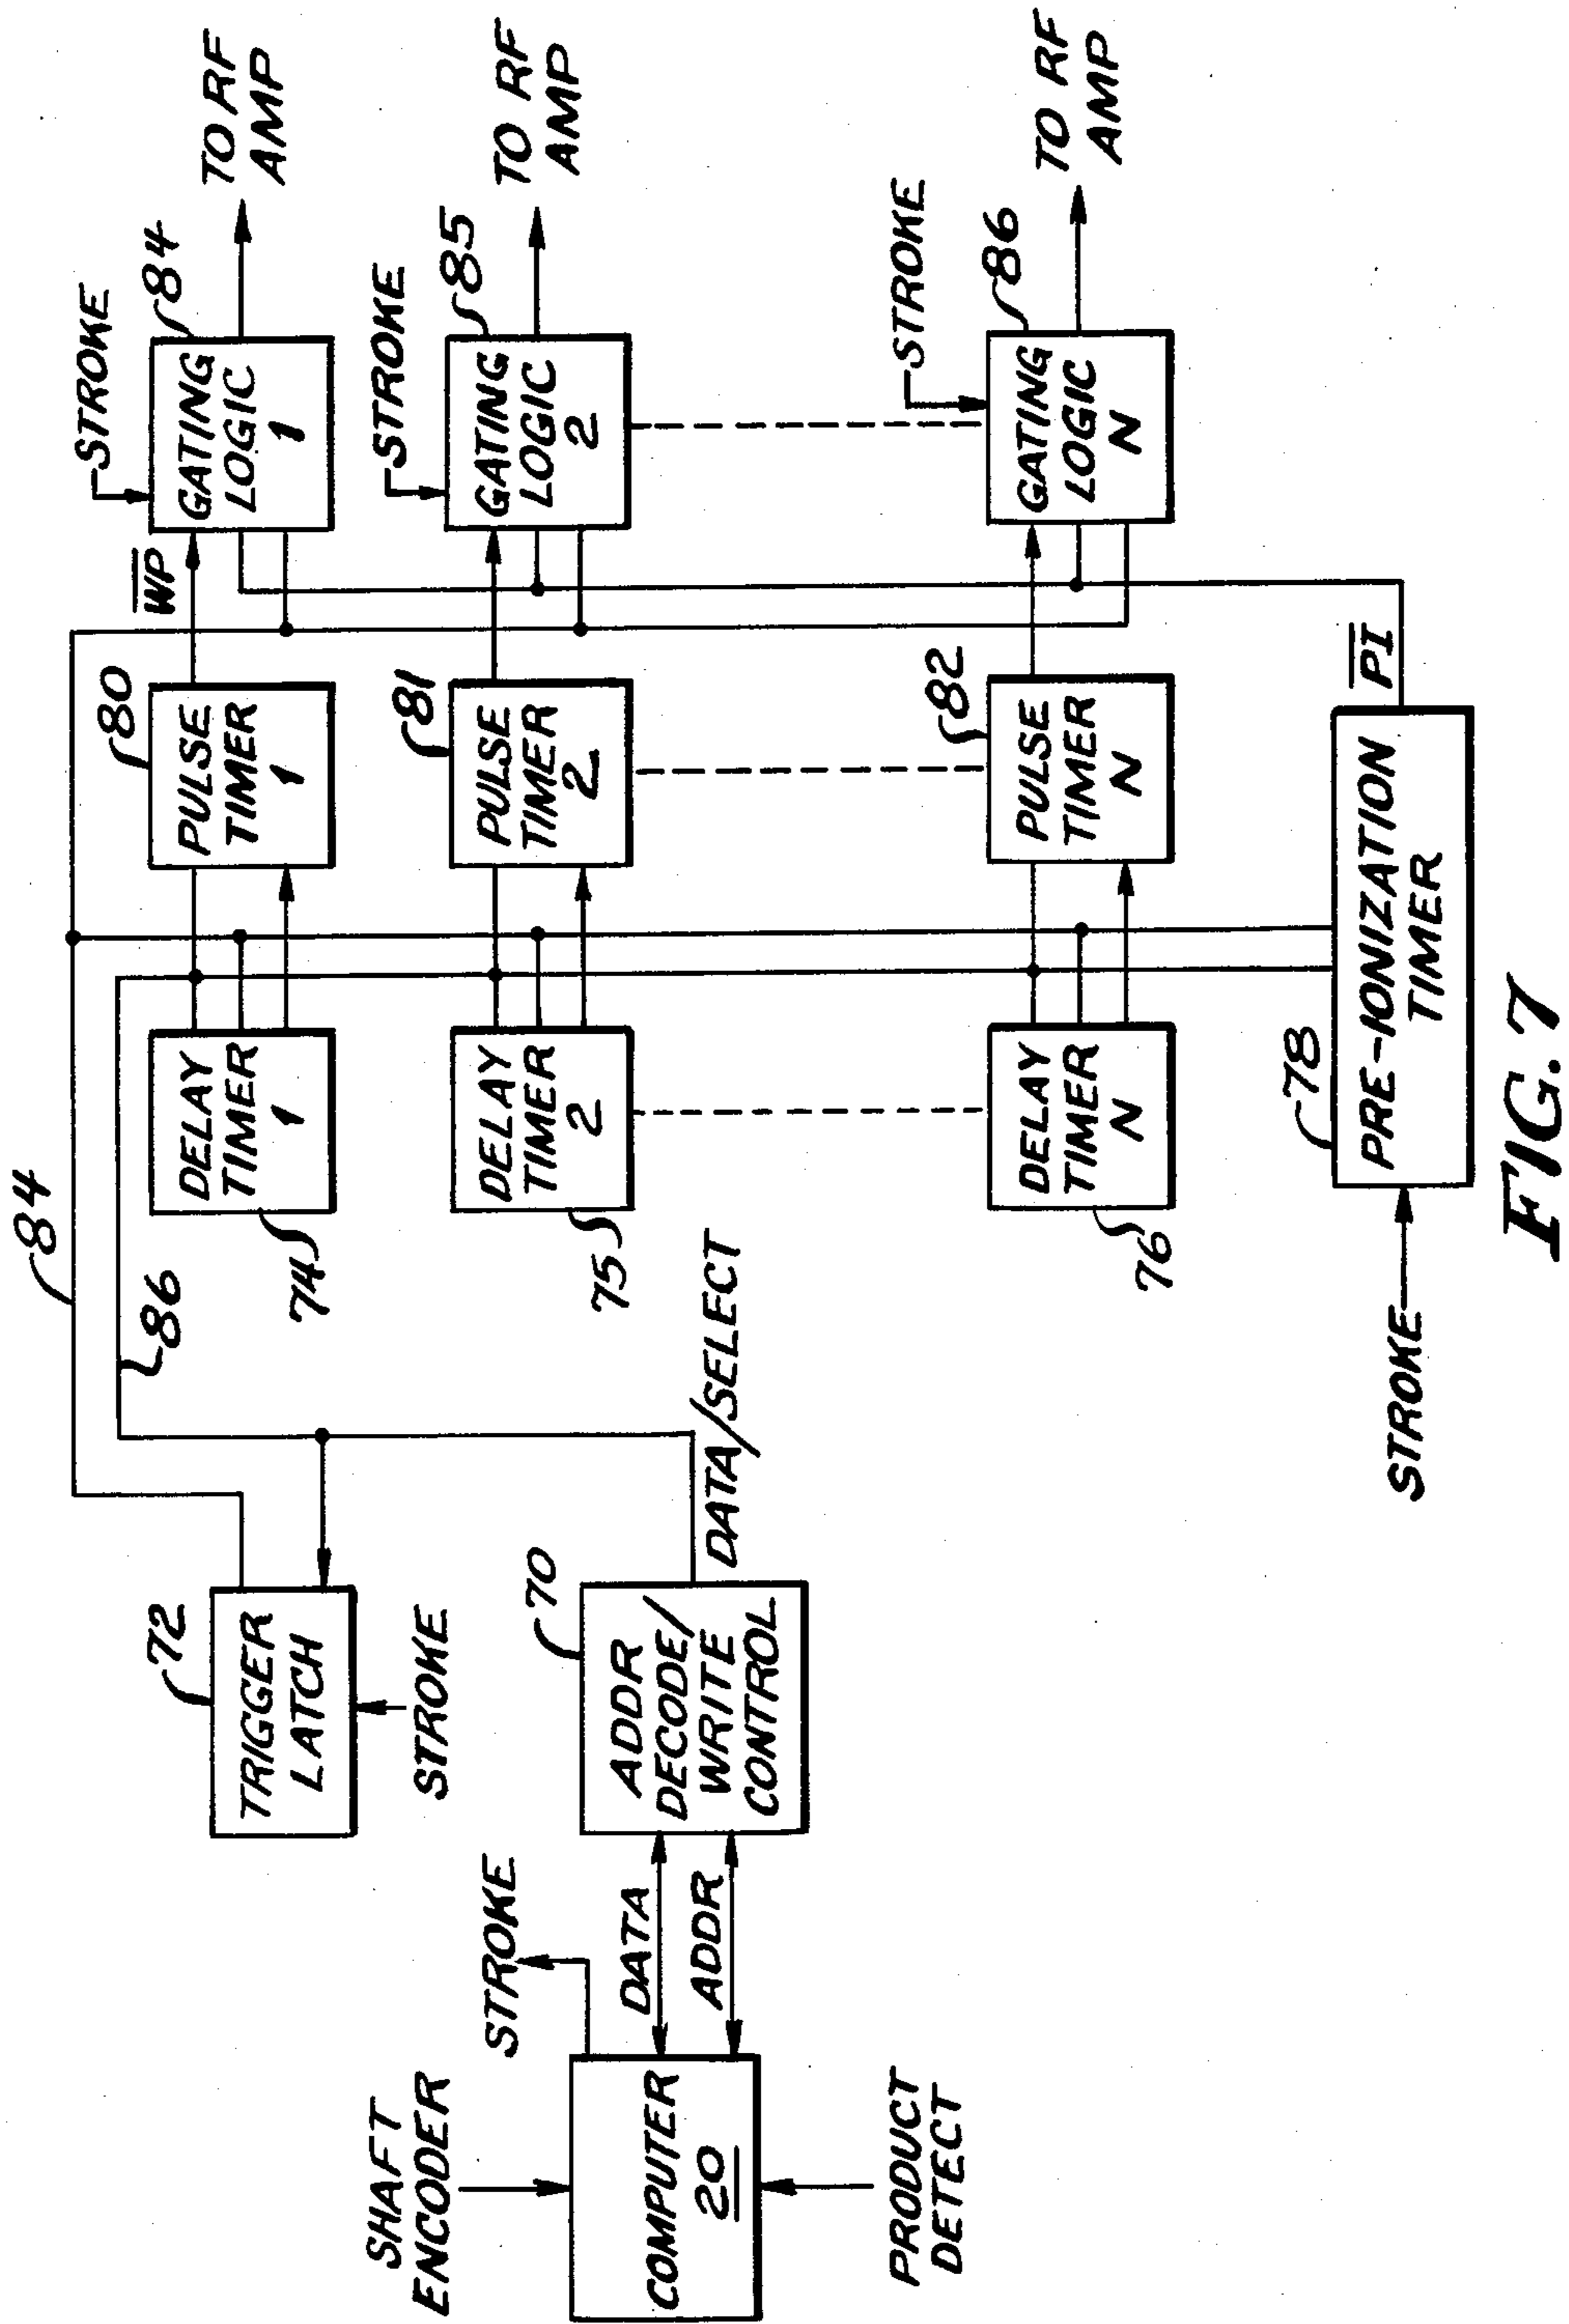 SHAFT
ENCODER
COMPUTER
20
PRODUCT
DETECT
STROKE
DATA
ADDR
72
TRIGGER
LATCH
STROKE
70
ADDR
DECODE/
WRITE
CONTROL
DATA/SELECT
84
86
DELAY
TIMER
1
74
DELAY
TIMER
2
75
DELAY
TIMER
N
76
80
PULSE
TIMER
1
81
PULSE
TIMER
2
82
PULSE
TIMER
N
STROKE
78
PRE-IONIZATION
TIMER
P̅I̅
W̅P̅
STROKE
84
GATING
LOGIC
1
TO RF
AMP
STROKE
85
GATING
LOGIC
2
TO RF
AMP
STROKE
86
GATING
LOGIC
N
TO RF
AMP
FIG. 7